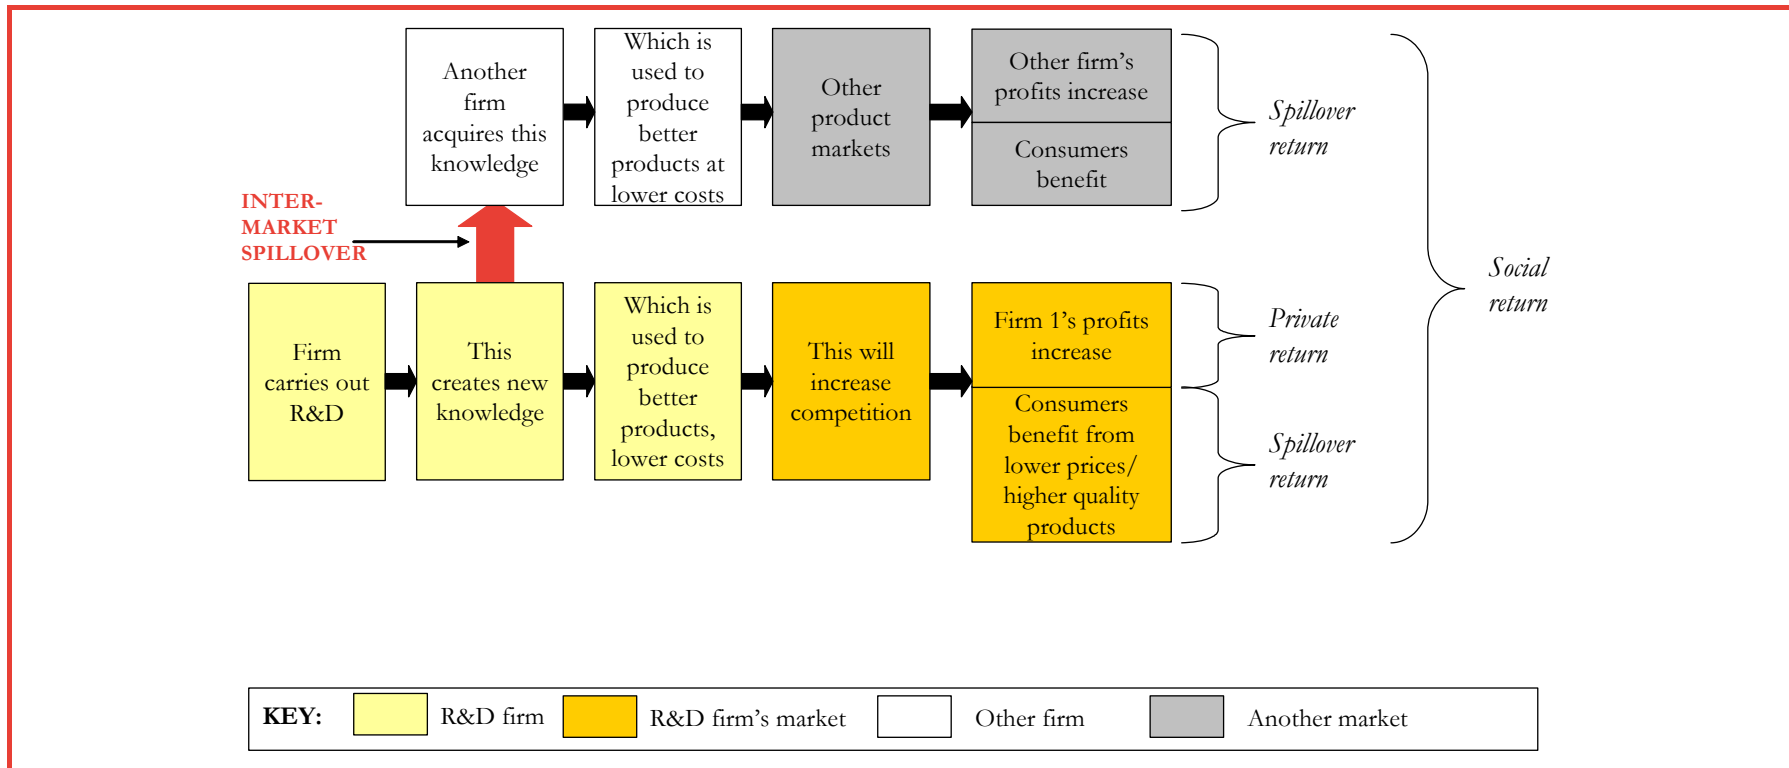 Another
firm
acquires this
knowledge
Which is
used to
produce
better
products at
lower costs
Other
product
markets
Other firm’s
profits increase
Consumers
benefit
Spillover
return
INTER-
MARKET
SPILLOVER
Social
return
Firm
carries out
R&D
This
creates new
knowledge
Which is
used to
produce
better
products,
lower costs
This will
increase
competition
Firm 1’s profits
increase
Consumers
benefit from
lower prices/
higher quality
products
Private
return
Spillover
return
KEY: R&D firm R&D firm’s market Other firm Another market